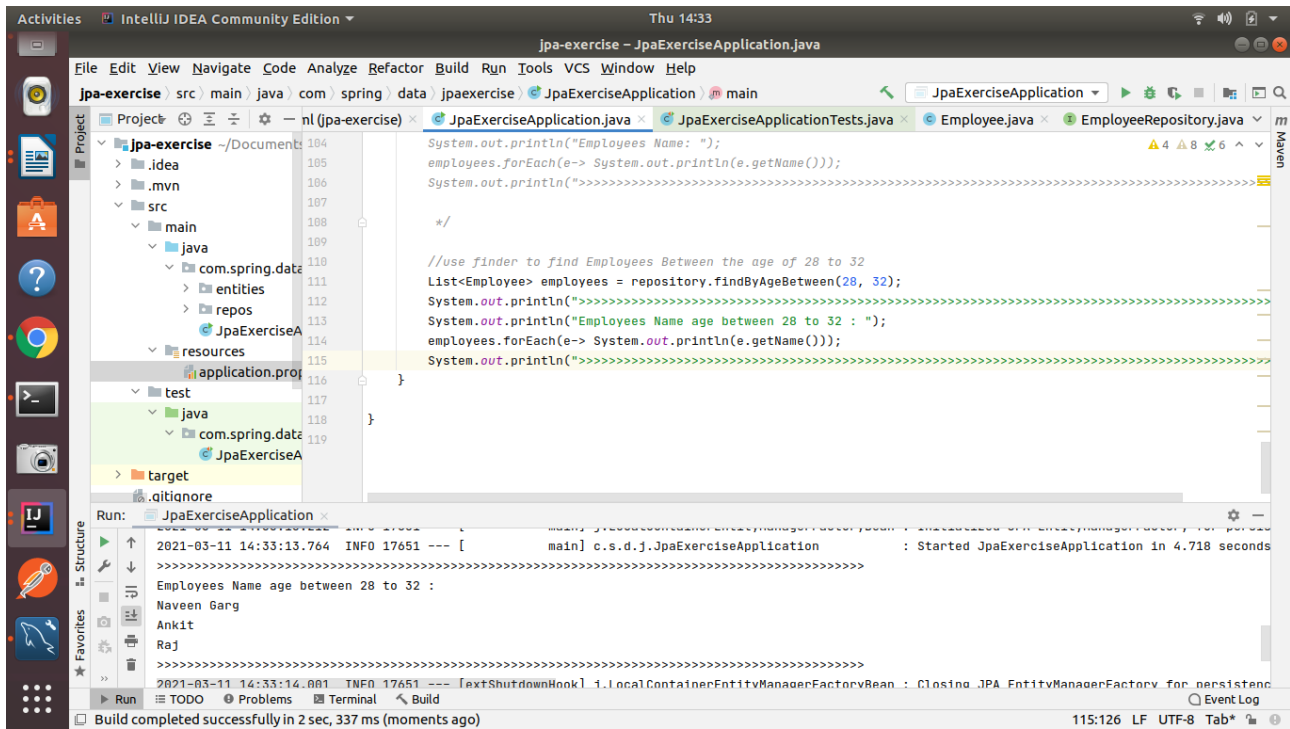 Activities IntelliJ IDEA Community Edition Thu 14:33
jpa-exercise – JpaExerciseApplication.java
File Edit View Navigate Code Analyze Refactor Build Run Tools VCS Window Help
jpa-exercise src main java com spring data jpaexercise JpaExerciseApplication main JpaExerciseApplication
Project nl (jpa-exercise) JpaExerciseApplication.java JpaExerciseApplicationTests.java Employee.java EmployeeRepository.java
Project
Maven
4 8 6
jpa-exercise ~/Documents
.idea
.mvn
src
main
java
com.spring.data
entities
repos
JpaExerciseA
resources
application.prop
test
java
com.spring.data
JpaExerciseA
target
.gitignore
104 System.out.println("Employees Name: ");
105 employees.forEach(e-> System.out.println(e.getName()));
106 System.out.println(">>>>>>>>>>>>>>>>>>>>>>>>>>>>>>>>>>>>>>>>>>>>>>>>>>>>>>>>>>>>>>>>>>>>>>>>>>>>>>>>>>>>>>>>>>
107
108 */
109
110 //use finder to find Employees Between the age of 28 to 32
111 List<Employee> employees = repository.findByAgeBetween(28, 32);
112 System.out.println(">>>>>>>>>>>>>>>>>>>>>>>>>>>>>>>>>>>>>>>>>>>>>>>>>>>>>>>>>>>>>>>>>>>>>>>>>>>>>>>>>>>>>>>>>>>>
113 System.out.println("Employees Name age between 28 to 32 : ");
114 employees.forEach(e-> System.out.println(e.getName()));
115 System.out.println(">>>>>>>>>>>>>>>>>>>>>>>>>>>>>>>>>>>>>>>>>>>>>>>>>>>>>>>>>>>>>>>>>>>>>>>>>>>>>>>>>>>>>>>>>>>>
116 }
117
118 }
119
Run: JpaExerciseApplication
Structure
Favorites
2021-03-11 14:33:13.764 INFO 17651 --- [ main] c.s.d.j.JpaExerciseApplication : Started JpaExerciseApplication in 4.718 seconds
>>>>>>>>>>>>>>>>>>>>>>>>>>>>>>>>>>>>>>>>>>>>>>>>>>>>>>>>>>>>>>>>>>>>>>>>>>>>>>>>>>>>>>>>>>>>>>
Employees Name age between 28 to 32 :
Naveen Garg
Ankit
Raj
>>>>>>>>>>>>>>>>>>>>>>>>>>>>>>>>>>>>>>>>>>>>>>>>>>>>>>>>>>>>>>>>>>>>>>>>>>>>>>>>>>>>>>>>>>>>>>
2021-03-11 14:33:14.001 INFO 17651 --- [extShutdownHook] j.LocalContainerEntityManagerFactoryBean : Closing JPA EntityManagerFactory for persistenc
Run TODO Problems Terminal Build Event Log
Build completed successfully in 2 sec, 337 ms (moments ago) 115:126 LF UTF-8 Tab*